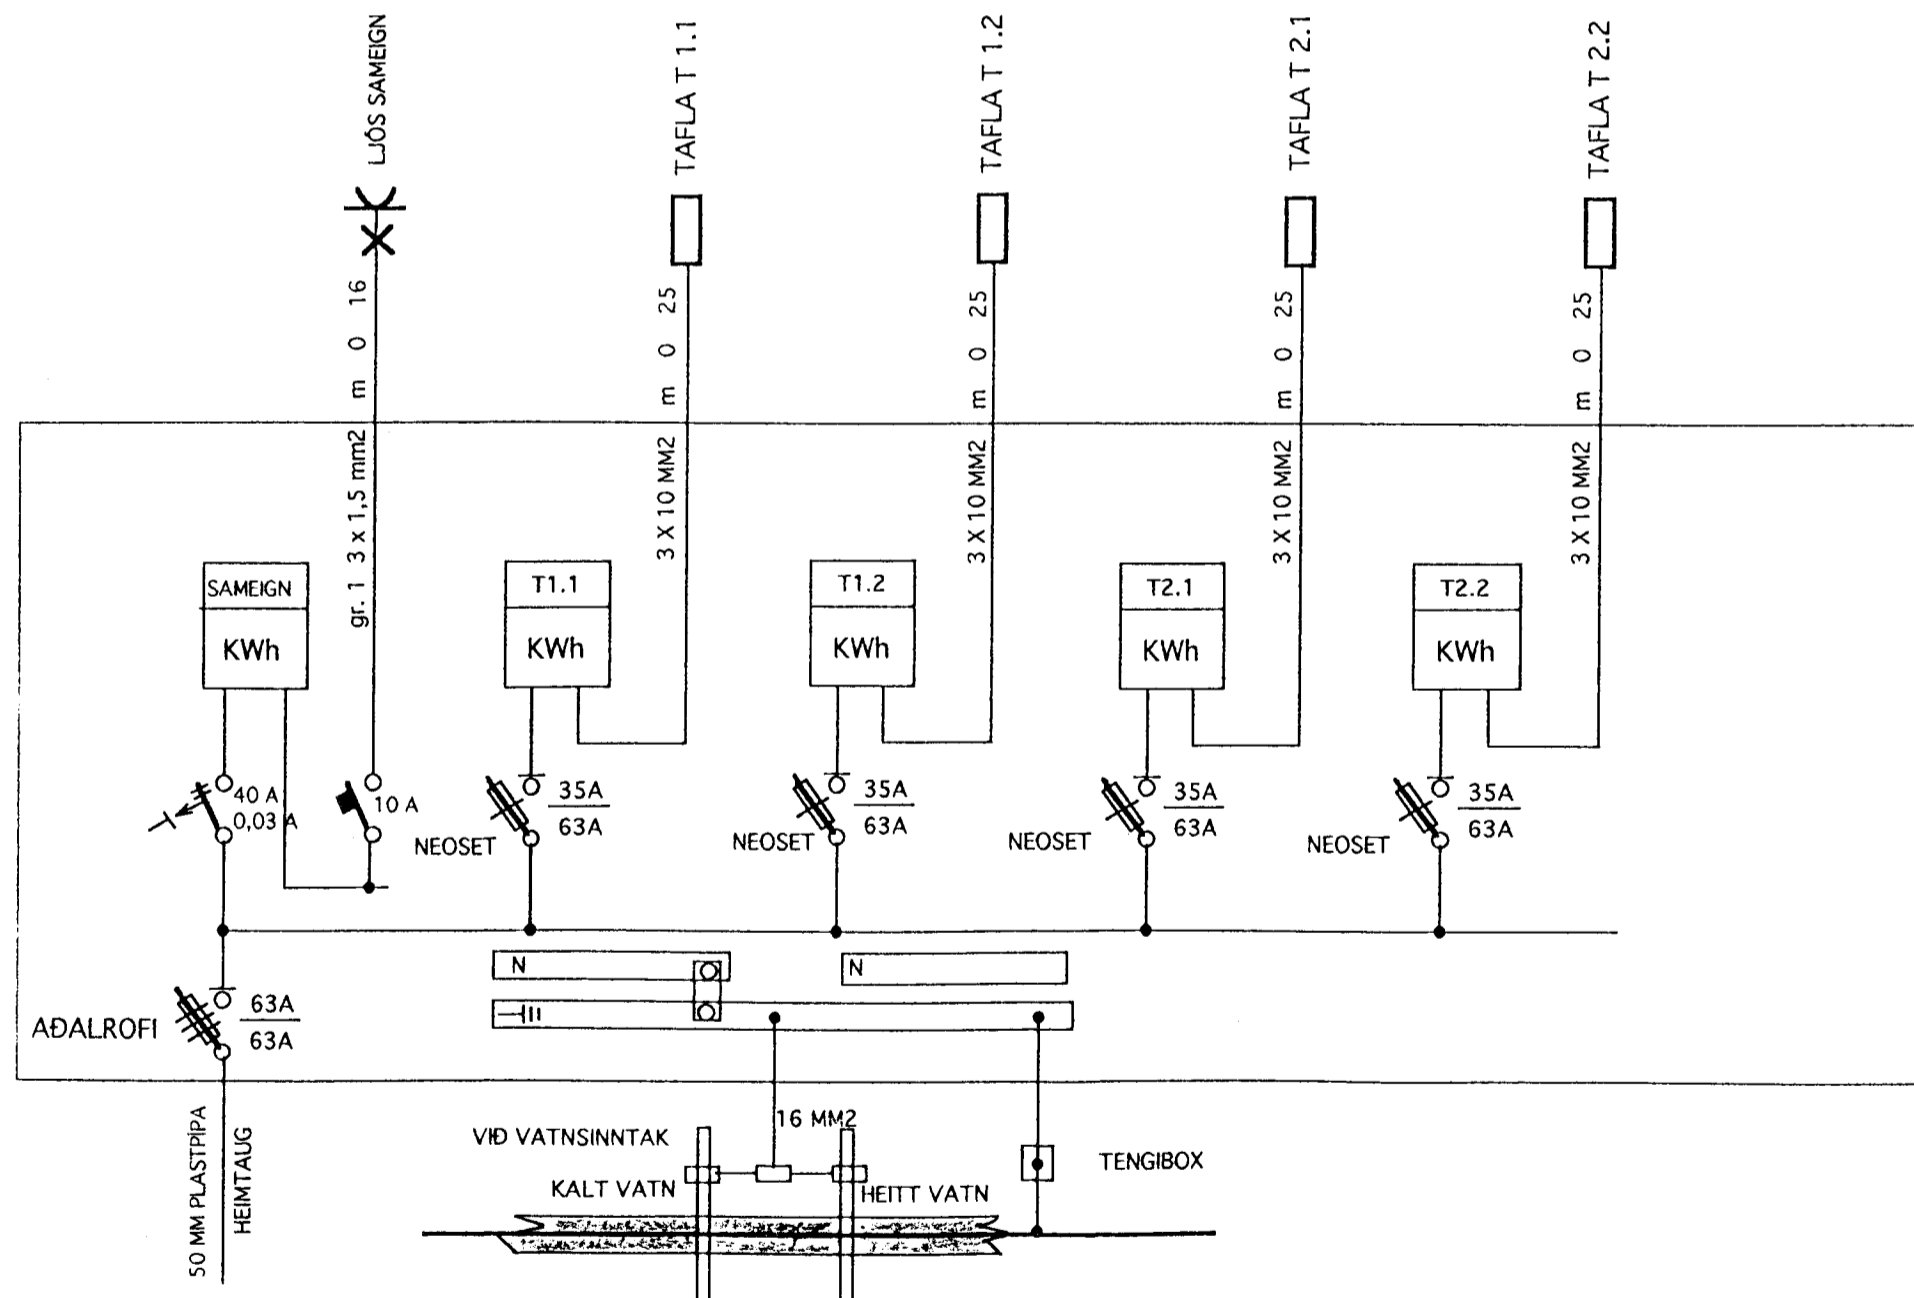 LJÓS SAMEIGN
TAFLA T 1.1
TAFLA T 1.2
TAFLA T 2.1
TAFLA T 2.2
gr. 1 3 x 1,5 mm2 m 0 16
3 X 10 MM2 m 0 25
3 X 10 MM2 m 0 25
3 X 10 MM2 m 0 25
3 X 10 MM2 m 0 25
SAMEIGN
KWh
T1.1
KWh
T1.2
KWh
T2.1
KWh
T2.2
KWh
40 A
0,03 A
10 A
NEOSET
35A
63A
NEOSET
35A
63A
NEOSET
35A
63A
NEOSET
35A
63A
N
N
AÐALROFI
63A
63A
50 MM PLASTPÍPA
HEIMTAUG
VIÐ VATNSINNTAK
16 MM2
KALT VATN
HEITT VATN
TENGIBOX